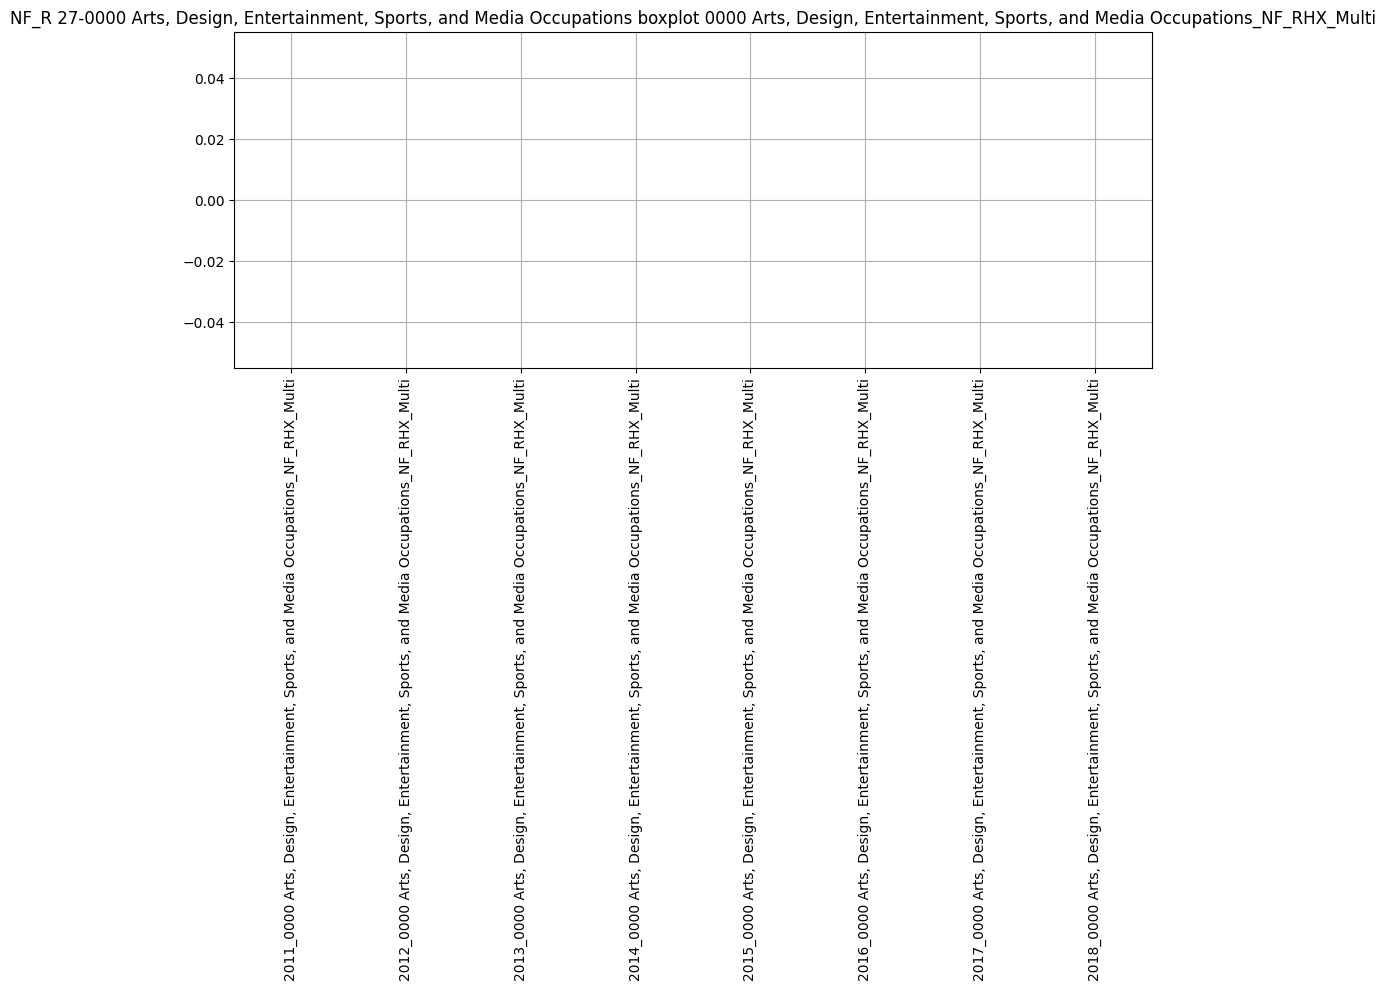 NF_R 27-0000 Arts, Design, Entertainment, Sports, and Media Occupations boxplot 0000 Arts, Design, Entertainment, Sports, and Media Occupations_NF_RHX_Multi
0.04
0.02
0.00
−0.02
−0.04
2011_0000 Arts, Design, Entertainment, Sports, and Media Occupations_NF_RHX_Multi
2012_0000 Arts, Design, Entertainment, Sports, and Media Occupations_NF_RHX_Multi
2013_0000 Arts, Design, Entertainment, Sports, and Media Occupations_NF_RHX_Multi
2014_0000 Arts, Design, Entertainment, Sports, and Media Occupations_NF_RHX_Multi
2015_0000 Arts, Design, Entertainment, Sports, and Media Occupations_NF_RHX_Multi
2016_0000 Arts, Design, Entertainment, Sports, and Media Occupations_NF_RHX_Multi
2017_0000 Arts, Design, Entertainment, Sports, and Media Occupations_NF_RHX_Multi
2018_0000 Arts, Design, Entertainment, Sports, and Media Occupations_NF_RHX_Multi